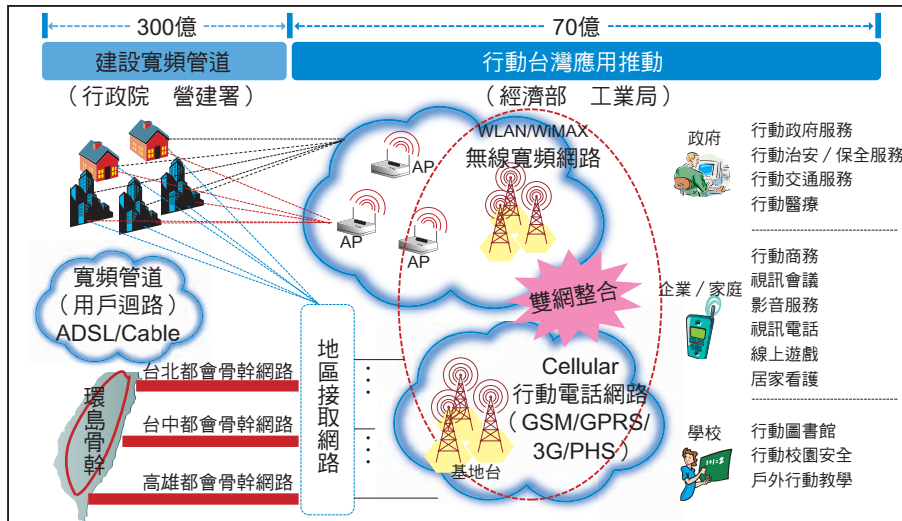 300億
70億
建設寬頻管道
行動台灣應用推動
（行政院　營建署）
（經濟部　工業局）
WLAN/WiMAX
無線寬頻網路
AP
AP
AP
雙網整合
寬頻管道
（用戶迴路）
ADSL/Cable
地區接取網路
環島骨幹
台北都會骨幹網路
台中都會骨幹網路
高雄都會骨幹網路
Cellular
行動電話網路
（GSM/GPRS/
3G/PHS）
基地台
政府
行動政府服務
行動治安／保全服務
行動交通服務
行動醫療
企業／家庭
行動商務
視訊會議
影音服務
視訊電話
線上遊戲
居家看護
學校
行動圖書館
行動校園安全
戶外行動教學